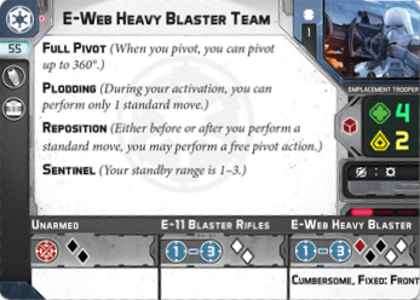 E-Web Heavy Blaster Team
1
55
Full Pivot (When you pivot, you can pivot
up to 360°.)
Plodding (During your activation, you can
perform only 1 standard move.)
Reposition (Either before or after you perform a
standard move, you may perform a free pivot action.)
Sentinel (Your standby range is 1–3.)
Emplacement Trooper
4
2
:
Unarmed
E-11 Blaster Rifles
E-Web Heavy Blaster
1 – 3
1 – 3
Cumbersome, Fixed: Front